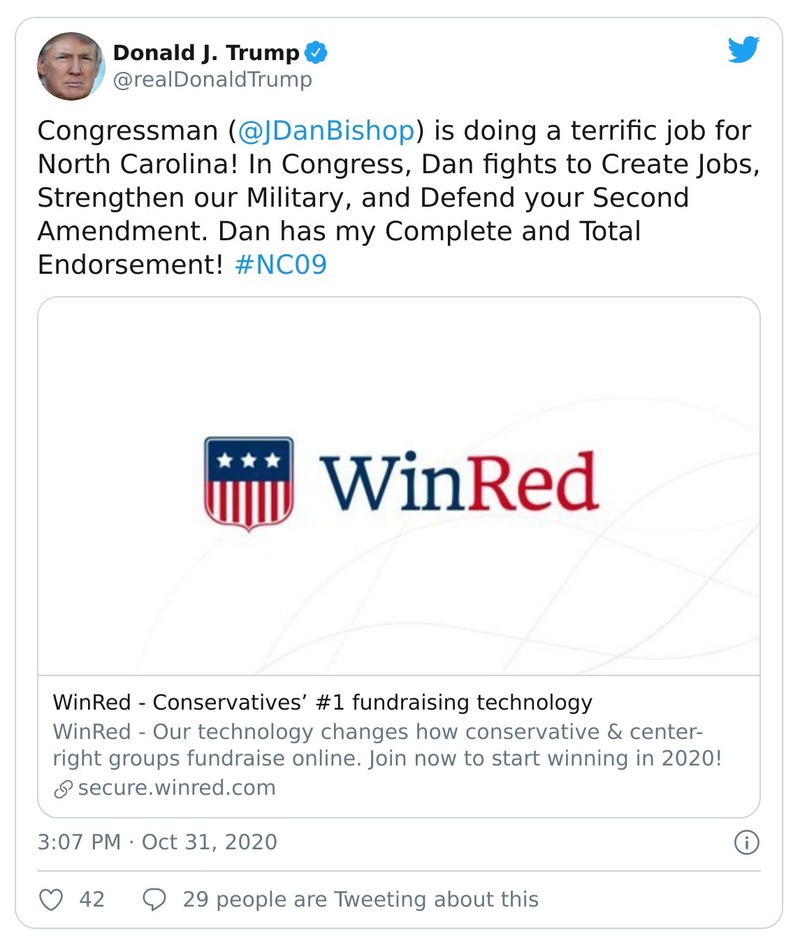 Donald J. Trump
@realDonaldTrump
Congressman (@JDanBishop) is doing a terrific job for
North Carolina! In Congress, Dan fights to Create Jobs,
Strengthen our Military, and Defend your Second
Amendment. Dan has my Complete and Total
Endorsement! #NC09
WinRed
WinRed - Conservatives’ #1 fundraising technology
WinRed - Our technology changes how conservative & center-
right groups fundraise online. Join now to start winning in 2020!
secure.winred.com
3:07 PM · Oct 31, 2020
42 29 people are Tweeting about this